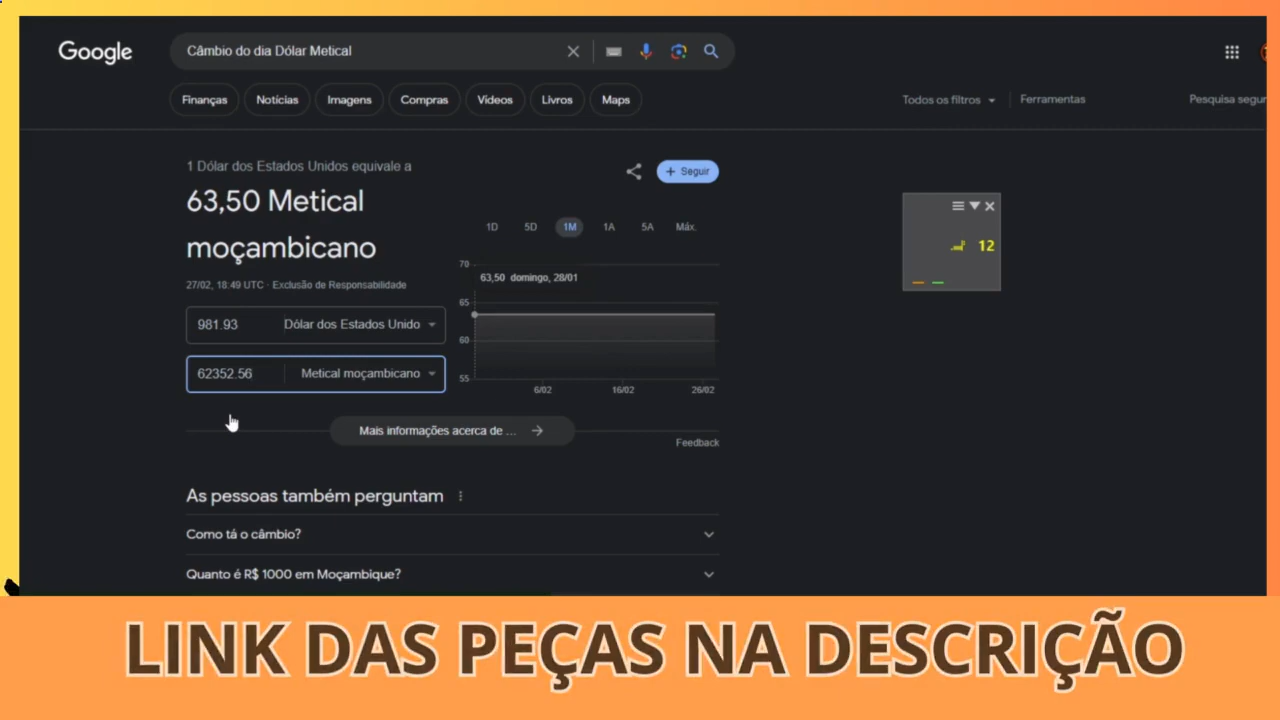 Google
Câmbio do dia Dólar Metical
Finanças
Notícias
Imagens
Compras
Vídeos
Livros
Maps
Todos os filtros
Ferramentas
Pesquisa segur
1 Dólar dos Estados Unidos equivale a
63,50 Metical
moçambicano
27/02, 18:49 UTC · Exclusão de Responsabilidade
+ Seguir
981.93 Dólar dos Estados Unido
62352.56 Metical moçambicano
1D 5D 1M 1A 5A Máx.
70
63,50 domingo, 28/01
65
60
55
6/02 16/02 26/02
12
Mais informações acerca de ...
Feedback
As pessoas também perguntam
Como tá o câmbio?
Quanto é R$ 1000 em Moçambique?
LINK DAS PEÇAS NA DESCRIÇÃO